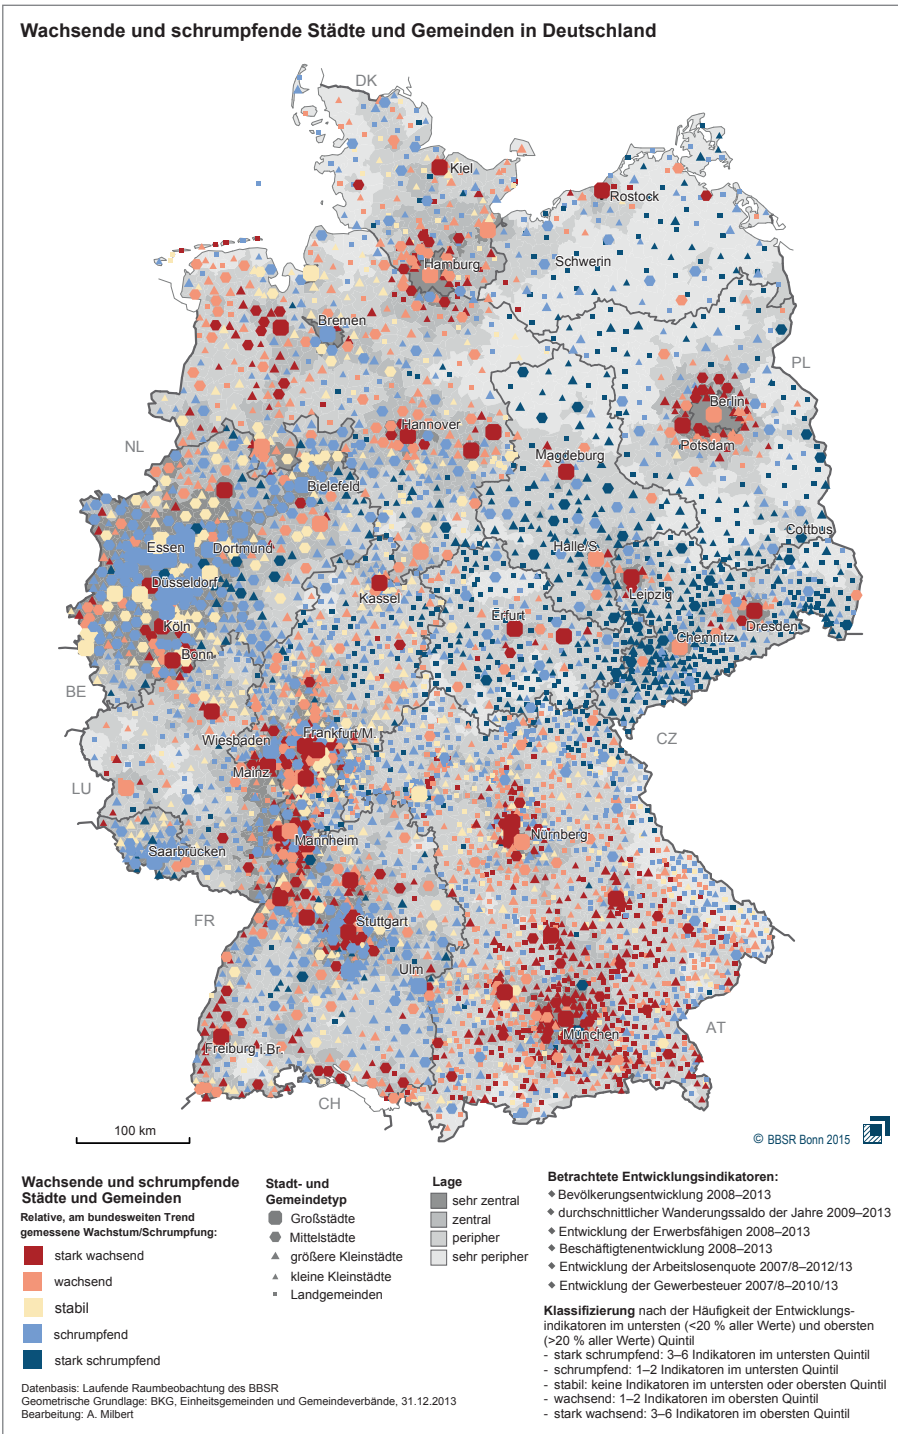 Wachsende und schrumpfende Städte und Gemeinden in Deutschland
DK
Kiel
Rostock
Hamburg
Schwerin
Bremen
PL
Berlin
Hannover
Potsdam
NL
Magdeburg
Bielefeld
Cottbus
Essen
Dortmund
Halle/S.
Düsseldorf
Leipzig
Kassel
Erfurt
Köln
Dresden
Chemnitz
Bonn
BE
Wiesbaden
Frankfurt/M.
CZ
Mainz
LU
Nürnberg
Mannheim
Saarbrücken
FR
Stuttgart
Ulm
AT
München
Freiburg i.Br.
CH
100 km
© BBSR Bonn 2015
Wachsende und schrumpfende
Städte und Gemeinden
Relative, am bundesweiten Trend
gemessene Wachstum/Schrumpfung:
stark wachsend
wachsend
stabil
schrumpfend
stark schrumpfend
Stadt- und
Gemeindetyp
Großstädte
Mittelstädte
größere Kleinstädte
kleine Kleinstädte
Landgemeinden
Lage
sehr zentral
zentral
peripher
sehr peripher
Betrachtete Entwicklungsindikatoren:
Bevölkerungsentwicklung 2008–2013
durchschnittlicher Wanderungssaldo der Jahre 2009–2013
Entwicklung der Erwerbsfähigen 2008–2013
Beschäftigtenentwicklung 2008–2013
Entwicklung der Arbeitslosenquote 2007/8–2012/13
Entwicklung der Gewerbesteuer 2007/8–2010/13
Klassifizierung nach der Häufigkeit der Entwicklungs-
indikatoren im untersten (<20 % aller Werte) und obersten
(>20 % aller Werte) Quintil
- stark schrumpfend: 3–6 Indikatoren im untersten Quintil
- schrumpfend: 1–2 Indikatoren im untersten Quintil
- stabil: keine Indikatoren im untersten oder obersten Quintil
- wachsend: 1–2 Indikatoren im obersten Quintil
- stark wachsend: 3–6 Indikatoren im obersten Quintil
Datenbasis: Laufende Raumbeobachtung des BBSR
Geometrische Grundlage: BKG, Einheitsgemeinden und Gemeindeverbände, 31.12.2013
Bearbeitung: A. Milbert